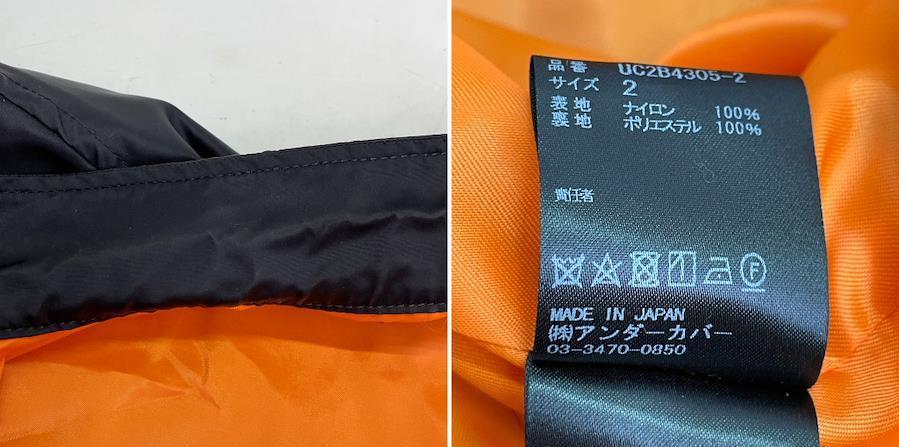 品番 UC2B4305-2
サイズ 2
表地 ナイロン 100%
裏地 ポリエステル 100%
責任者
F
MADE IN JAPAN
㈱アンダーカバー
03-3470-0850